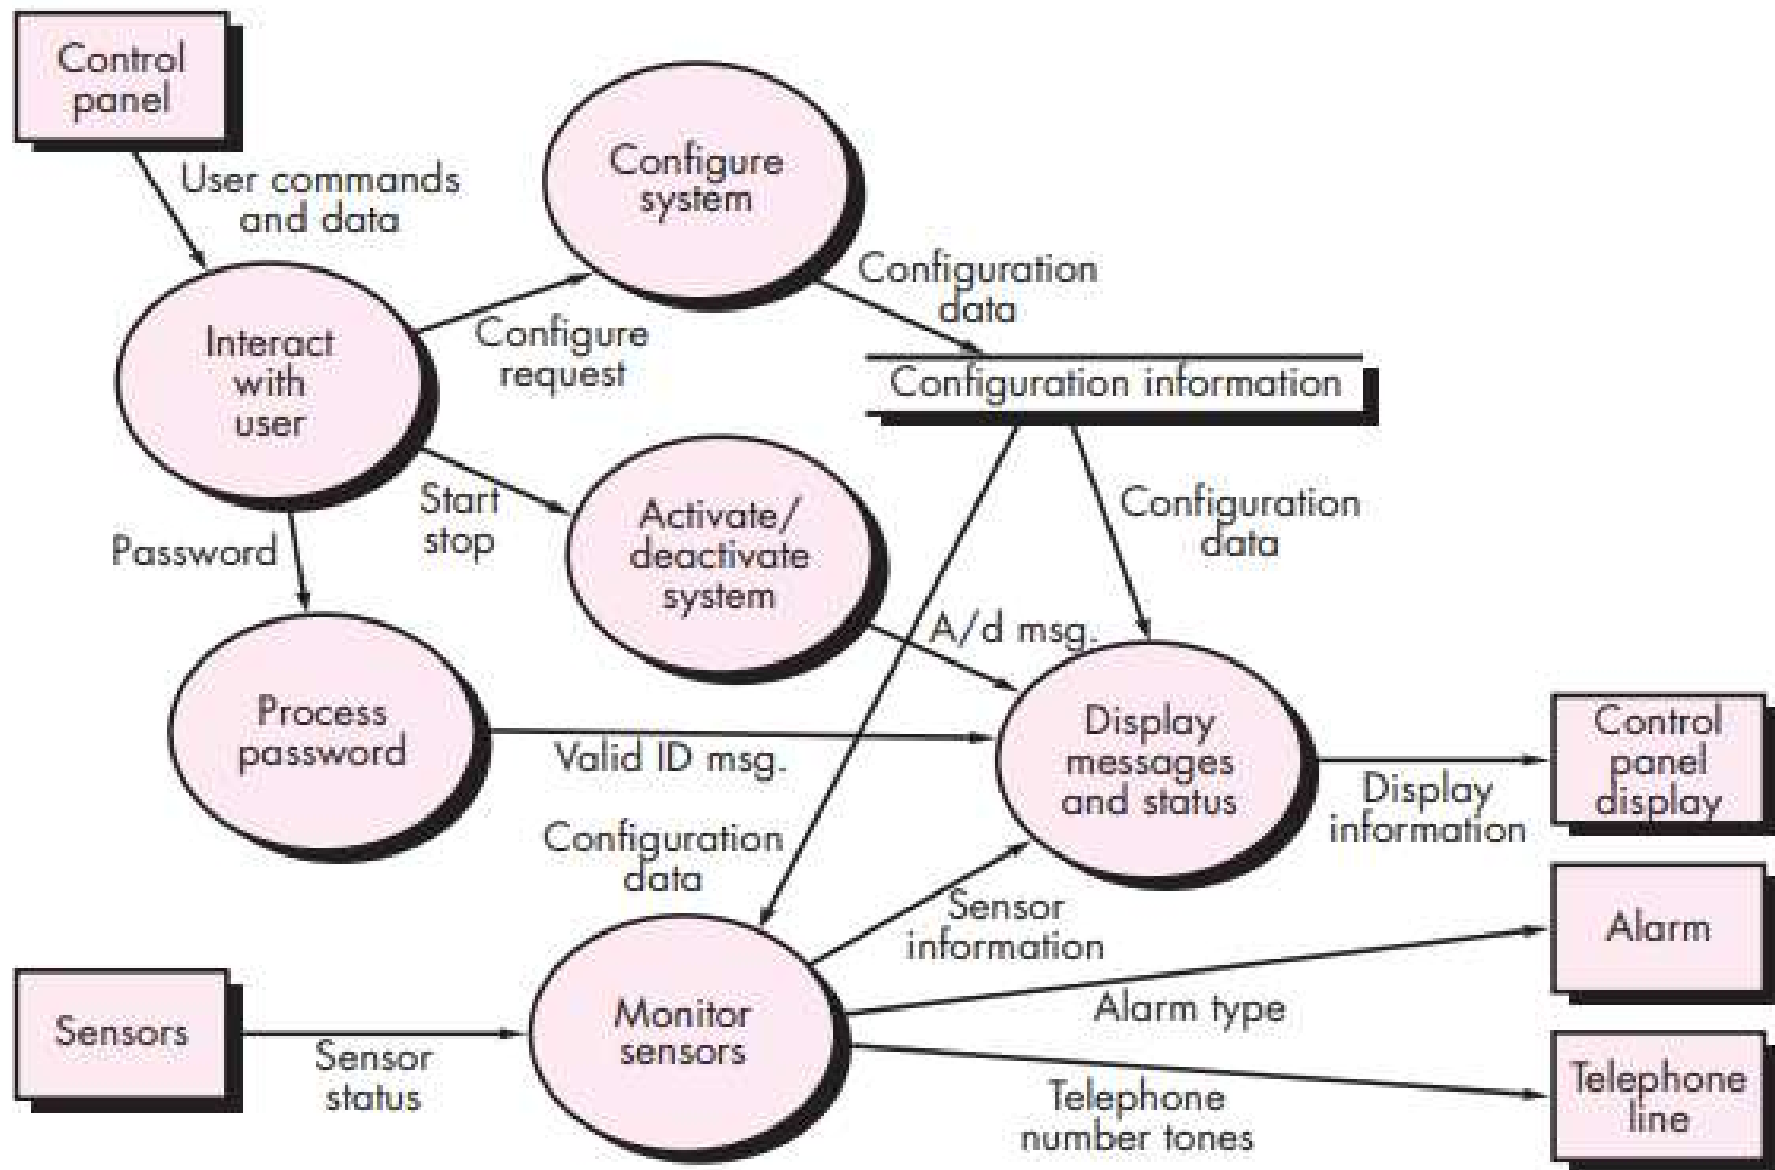 Control
panel
User commands
and data
Configure
system
Configuration
data
Interact
with
user
Configure
request
Configuration information
Start
stop
Activate/
deactivate
system
Configuration
data
Password
A/d msg.
Process
password
Valid ID msg.
Display
messages
and status
Control
panel
display
Display
information
Configuration
data
Sensor
information
Alarm
Sensors
Sensor
status
Monitor
sensors
Alarm type
Telephone
number tones
Telephone
line